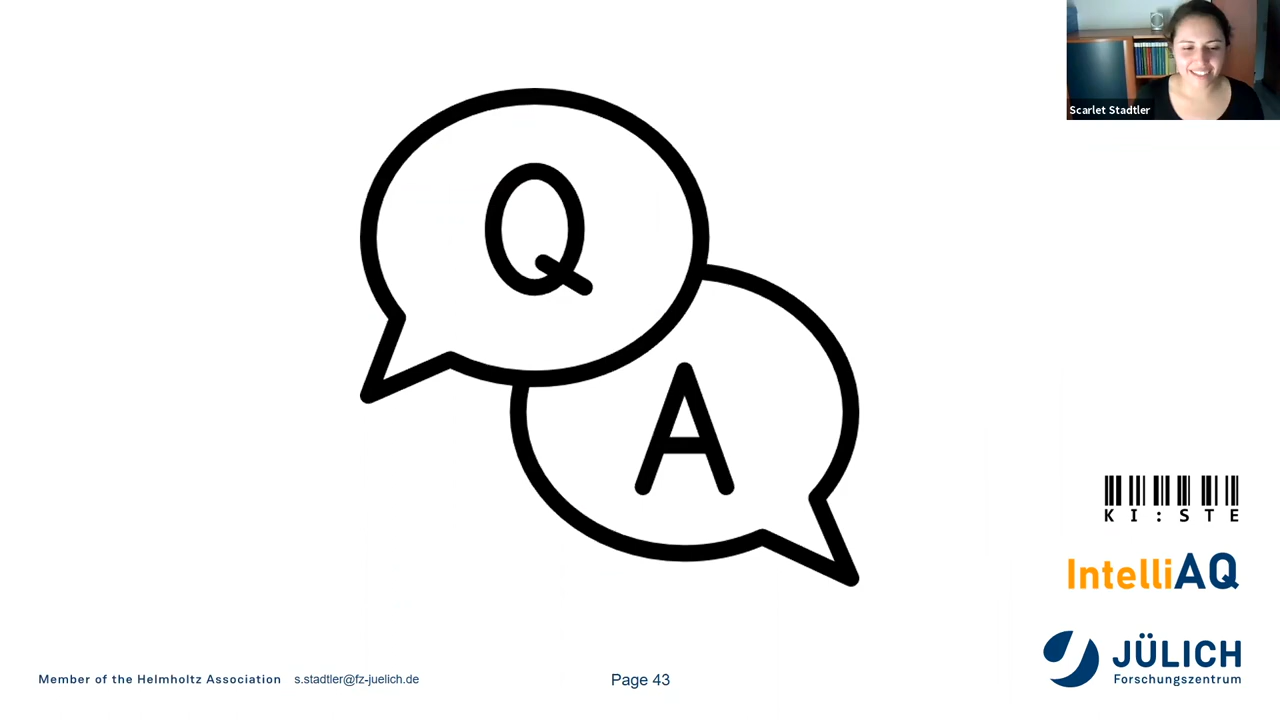 Scarlet Stadtler
Q
A
KI:STE
IntelliAQ
JÜLICH
Forschungszentrum
Member of the Helmholtz Association
s.stadtler@fz-juelich.de
Page 43